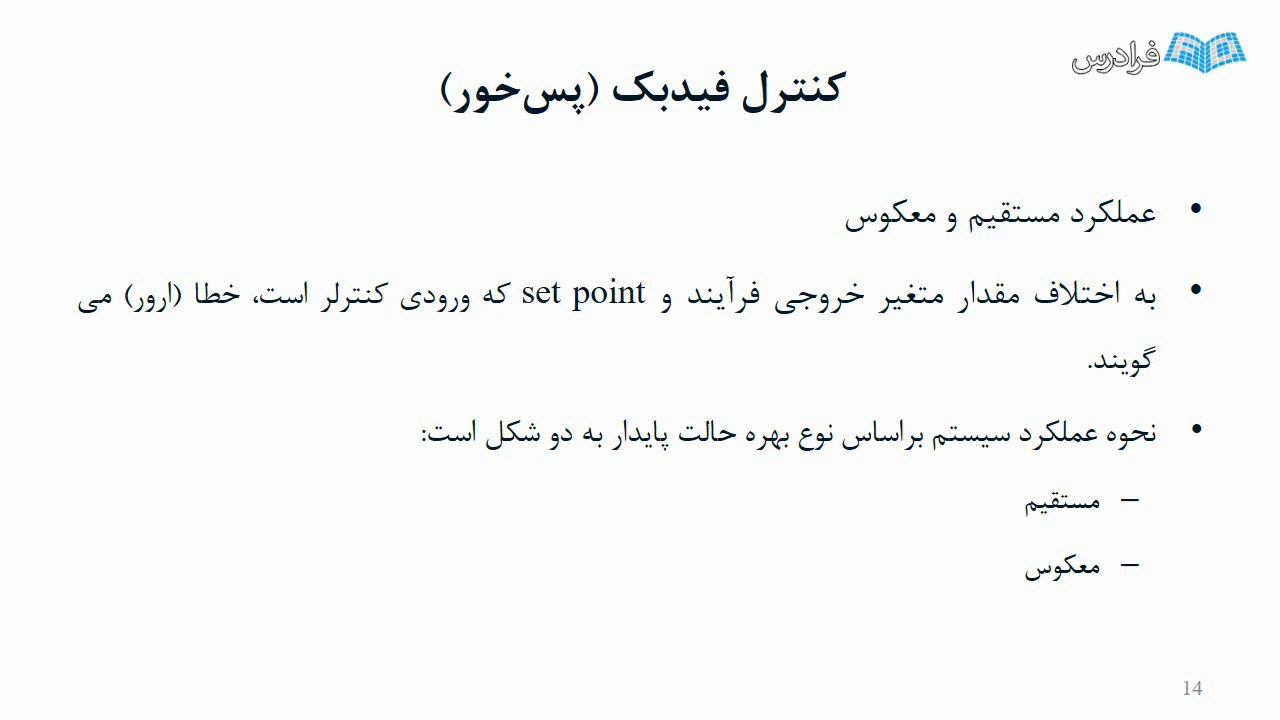 فرادرس
کنترل فیدبک (پس‌خور)
• عملکرد مستقیم و معکوس
• به اختلاف مقدار متغیر خروجی فرآیند و set point که ورودی کنترلر است، خطا (ارور) می
گویند.
• نحوه عملکرد سیستم براساس نوع بهره حالت پایدار به دو شکل است:
– مستقیم
– معکوس
14